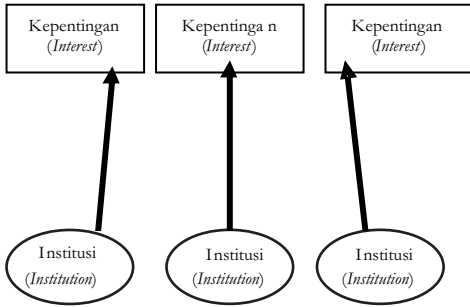 Kepentingan
(Interest)
Kepentinga n
(Interest)
Kepentingan
(Interest)
Institusi
(Institution)
Institusi
(Institution)
Institusi
(Institution)